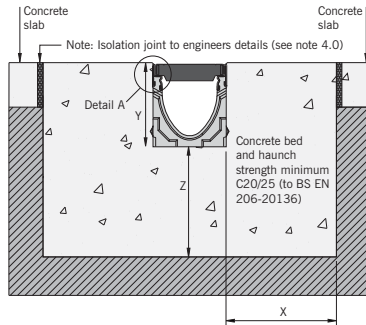 Concrete
slab
Concrete
slab
Note: Isolation joint to engineers details (see note 4.0)
Detail A
Y
Z
Concrete bed
and haunch
strength minimum
C20/25 (to BS EN
206-20136)
X